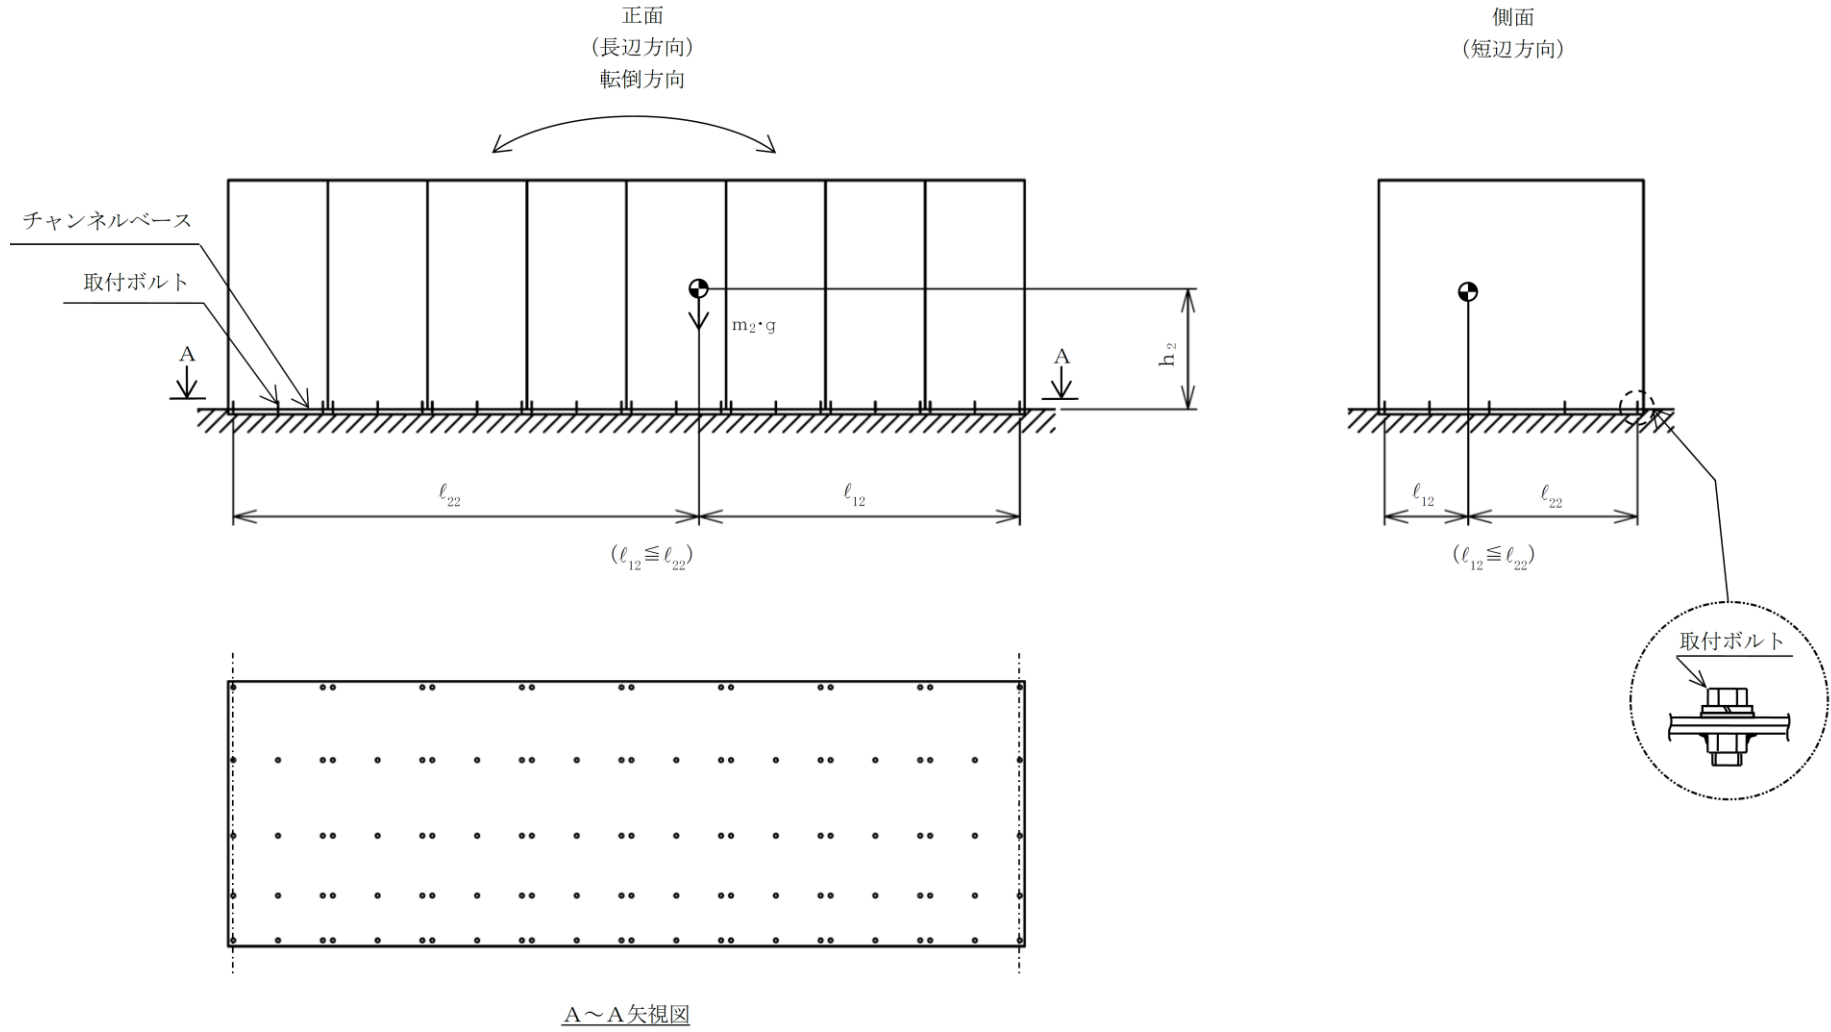 正面
(長辺方向)
転倒方向
側面
(短辺方向)
チャンネルベース
取付ボルト
m₂・g
A
A
h₂
ℓ₂₂
ℓ₁₂
(ℓ₁₂≦ℓ₂₂)
ℓ₁₂
ℓ₂₂
(ℓ₁₂≦ℓ₂₂)
取付ボルト
A～A矢視図